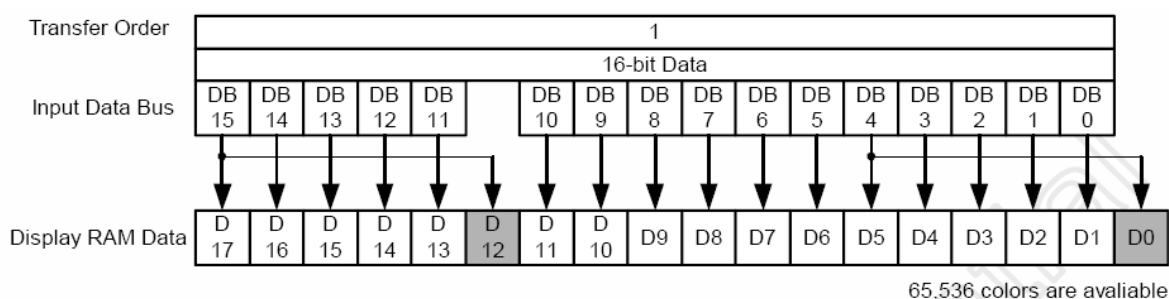 Transfer Order 1
16-bit Data
Input Data Bus DB 15 DB 14 DB 13 DB 12 DB 11 DB 10 DB 9 DB 8 DB 7 DB 6 DB 5 DB 4 DB 3 DB 2 DB 1 DB 0
Display RAM Data D 17 D 16 D 15 D 14 D 13 D 12 D 11 D 10 D9 D8 D7 D6 D5 D4 D3 D2 D1 D0
65,536 colors are avaliable